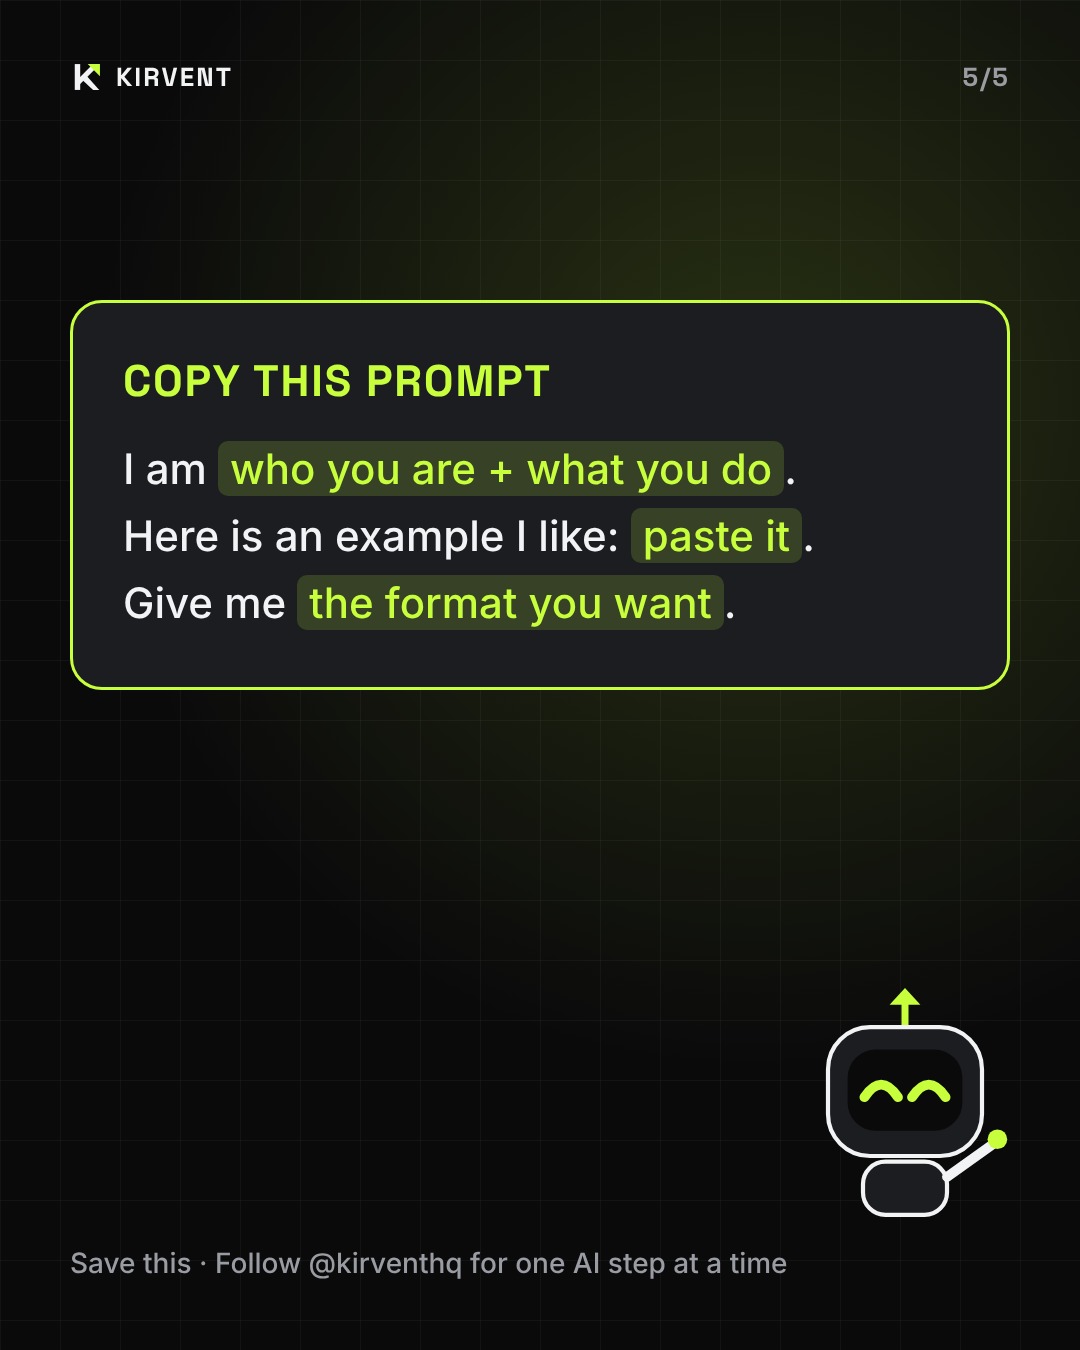 KIRVENT
5/5
COPY THIS PROMPT
I am who you are + what you do.
Here is an example I like: paste it.
Give me the format you want.
Save this · Follow @kirventhq for one AI step at a time